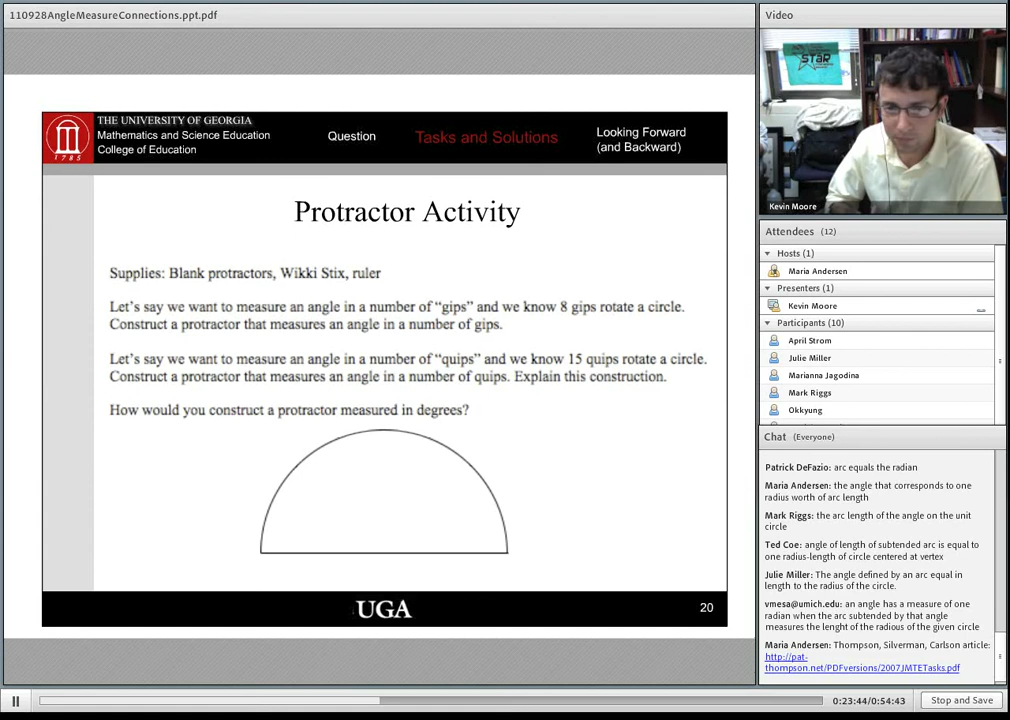 110928AngleMeasureConnections.ppt.pdf
THE UNIVERSITY OF GEORGIA
Mathematics and Science Education
College of Education
1785
Question
Tasks and Solutions
Looking Forward
(and Backward)
Protractor Activity
Supplies: Blank protractors, Wikki Stix, ruler
Let's say we want to measure an angle in a number of "gips" and we know 8 gips rotate a circle.
Construct a protractor that measures an angle in a number of gips.
Let's say we want to measure an angle in a number of "quips" and we know 15 quips rotate a circle.
Construct a protractor that measures an angle in a number of quips. Explain this construction.
How would you construct a protractor measured in degrees?
UGA
20
Video
STaR
Kevin Moore
Attendees (12)
Hosts (1)
Maria Andersen
Presenters (1)
Kevin Moore
Participants (10)
April Strom
Julie Miller
Marianna Jagodina
Mark Riggs
Okkyung
Chat (Everyone)
Patrick DeFazio: arc equals the radian
Maria Andersen: the angle that corresponds to one
radius worth of arc length
Mark Riggs: the arc length of the angle on the unit
circle
Ted Coe: angle of length of subtended arc is equal to
one radius-length of circle centered at vertex
Julie Miller: The angle defined by an arc equal in
length to the radius of the circle.
vmesa@umich.edu: an angle has a measure of one
radian when the arc subtended by that angle
measures the lenght of the radious of the given circle
Maria Andersen: Thompson, Silverman, Carlson article:
http://pat-
thompson.net/PDFversions/2007JMTETasks.pdf
0:23:44/0:54:43
Stop and Save